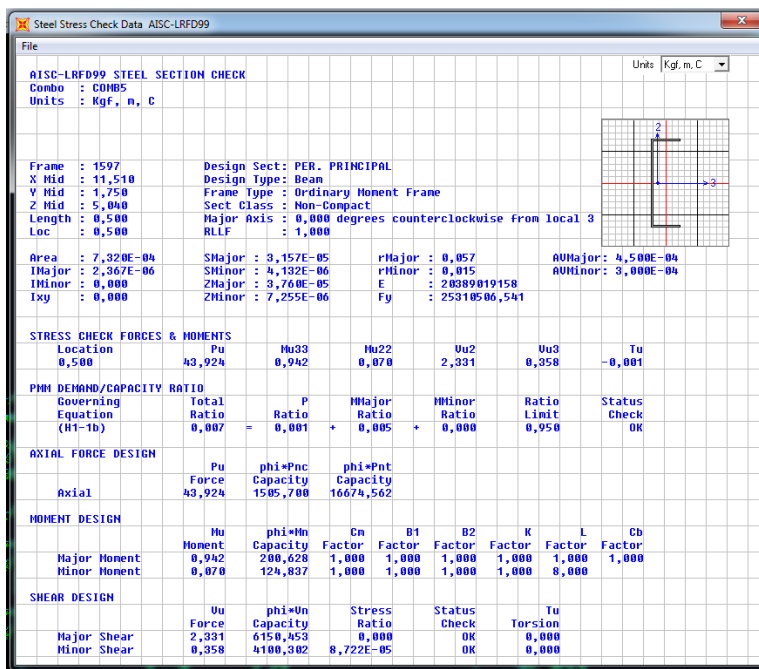 Steel Stress Check Data AISC-LRFD99
File
Units Kgf, m, C
AISC-LRFD99 STEEL SECTION CHECK
Combo : COMB5
Units : Kgf, m, C
2
3
Frame : 1597 Design Sect: PER. PRINCIPAL
X Mid : 11,510 Design Type: Beam
Y Mid : 1,750 Frame Type : Ordinary Moment Frame
Z Mid : 5,040 Sect Class : Non-Compact
Length : 0,500 Major Axis : 0,000 degrees counterclockwise from local 3
Loc : 0,500 RLLF : 1,000
Area : 7,320E-04 SMajor : 3,157E-05 rMajor : 0,057 AVMajor: 4,500E-04
IMajor : 2,367E-06 SMinor : 4,132E-06 rMinor : 0,015 AVMinor: 3,000E-04
IMinor : 0,000 ZMajor : 3,760E-05 E : 20389019158
Ixy : 0,000 ZMinor : 7,255E-06 Fy : 25310506,541
STRESS CHECK FORCES & MOMENTS
Location Pu Mu33 Mu22 Vu2 Vu3 Tu
0,500 43,924 0,942 0,070 2,331 0,358 -0,001
PMM DEMAND/CAPACITY RATIO
Governing Total P MMajor MMinor Ratio Status
Equation Ratio Ratio Ratio Ratio Limit Check
(H1-1b) 0,007 = 0,001 + 0,005 + 0,000 0,950 OK
AXIAL FORCE DESIGN
Pu phi*Pnc phi*Pnt
Force Capacity Capacity
Axial 43,924 1505,700 16674,562
MOMENT DESIGN
Mu phi*Mn Cm B1 B2 K L Cb
Moment Capacity Factor Factor Factor Factor Factor Factor
Major Moment 0,942 200,628 1,000 1,000 1,000 1,000 1,000 1,000
Minor Moment 0,070 124,837 1,000 1,000 1,000 1,000 8,000
SHEAR DESIGN
Vu phi*Vn Stress Status Tu
Force Capacity Ratio Check Torsion
Major Shear 2,331 6150,453 0,000 OK 0,000
Minor Shear 0,358 4100,302 8,722E-05 OK 0,000